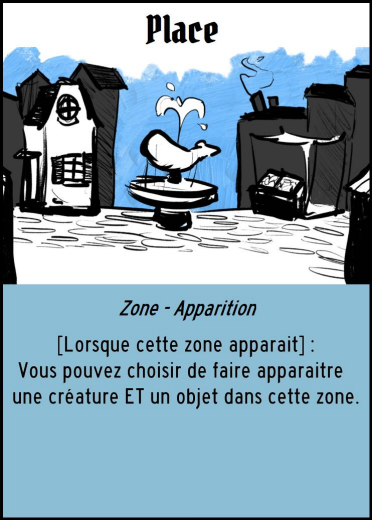 Place
Zone - Apparition
[Lorsque cette zone apparait] :
Vous pouvez choisir de faire apparaitre
une créature ET un objet dans cette zone.